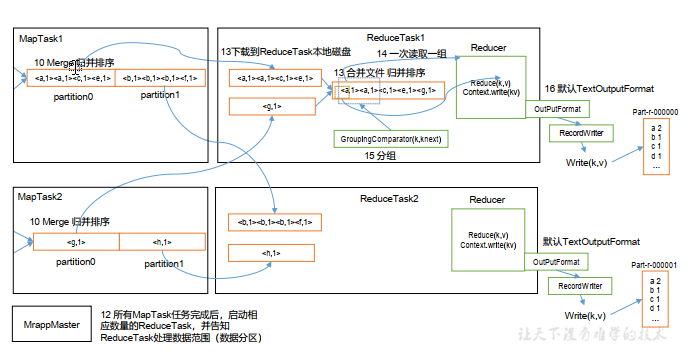 MapTask1
10 Merge 归并排序
<a,1><a,1><c,1><e,1>
<b,1><b,1><b,1><f,1>
partition0
partition1
ReduceTask1
13下载到ReduceTask本地磁盘
<a,1><a,1><c,1><e,1>
<g,1>
13 合并文件 归并排序
<a,1><a,1><c,1><e,1><g,1>
14 一次读取一组
GroupingComparator(k,knext)
15 分组
Reducer
Reduce(k,v)
Context.write(kv)
16 默认TextOutputFormat
OutPutFormat
RecordWriter
Write(k,v)
Part-r-000000
a 2
b 1
c 1
d 1
...
MapTask2
10 Merge 归并排序
<g,1>
<h,1>
partition0
partition1
ReduceTask2
<b,1><b,1><b,1><f,1>
<h,1>
Reducer
Reduce(k,v)
Context.write(kv)
默认TextOutputFormat
OutPutFormat
RecordWriter
Write(k,v)
Part-r-000001
a 2
b 1
c 1
d 1
...
MrappMaster
12 所有MapTask任务完成后，启动相
应数量的ReduceTask，并告知
ReduceTask处理数据范围（数据分区）
让天下没有难学的技术